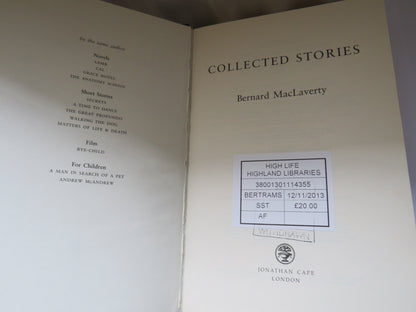 by the same author
Novels
LAMB
CAL
GRACE NOTES
THE ANATOMY SCHOOL
Short Stories
SECRETS
A TIME TO DANCE
THE GREAT PROFUNDO
WALKING THE DOG
MATTERS OF LIFE & DEATH
Film
BYE-CHILD
For Children
A MAN IN SEARCH OF A PET
ANDREW MCANDREW
COLLECTED STORIES
Bernard MacLaverty
HIGH LIFE
HIGHLAND LIBRARIES
38001301114355
BERTRAMS 12/11/2013
SST £20.00
AF
JONATHAN CAPE
LONDON